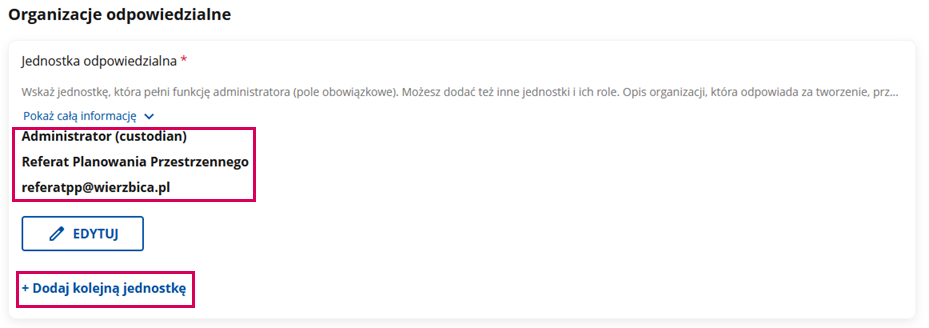 Organizacje odpowiedzialne
Jednostka odpowiedzialna *
Wskaż jednostkę, która pełni funkcję administratora (pole obowiązkowe). Możesz dodać też inne jednostki i ich role. Opis organizacji, która odpowiada za tworzenie, prz...
Pokaż całą informację
Administrator (custodian)
Referat Planowania Przestrzennego
referatpp@wierzbica.pl
EDYTUJ
+ Dodaj kolejną jednostkę